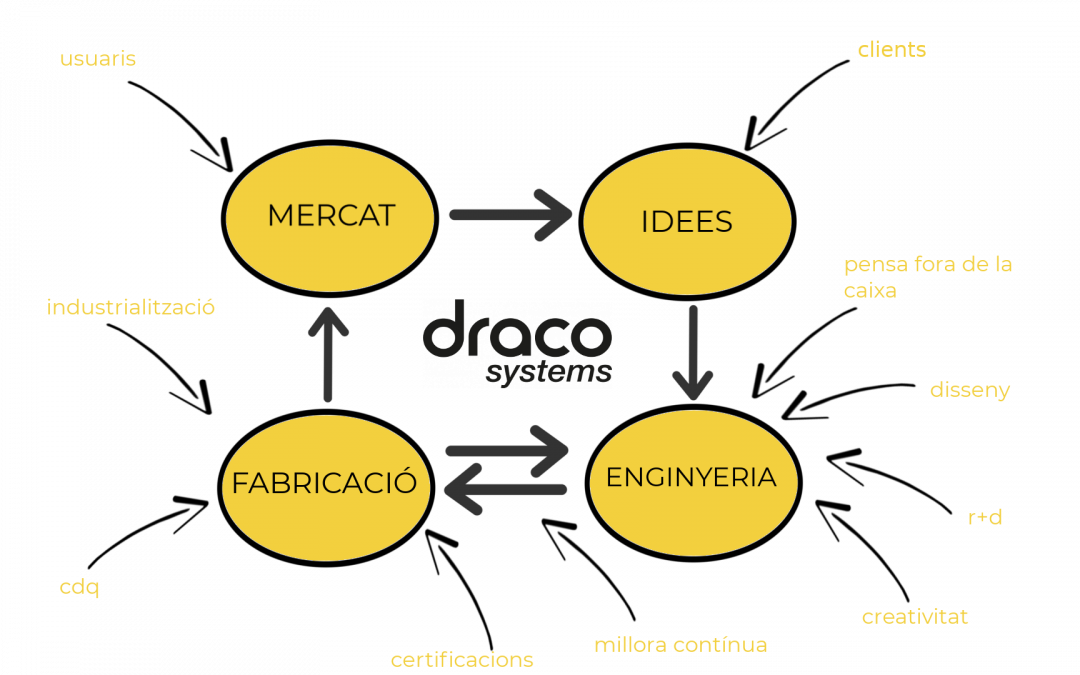 usuaris
clients
MERCAT
IDEES
pensa fora de la
caixa
industrialització
draco
systems
disseny
FABRICACIÓ
ENGINYERIA
r+d
cdq
creativitat
millora contínua
certificacions